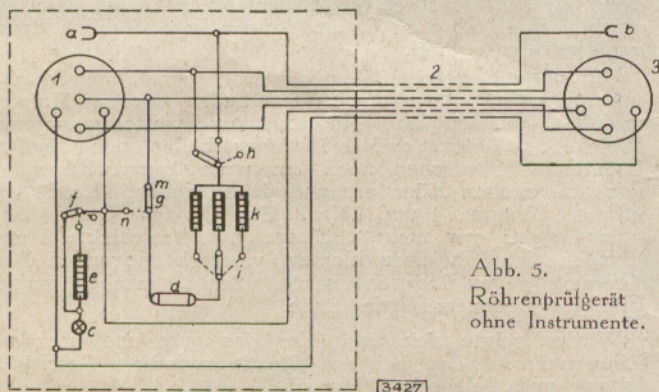 a
b
1
2
3
h
m
g
f
n
k
e
d
i
c
Abb. 5.
Röhrenprüfgerät
ohne Instrumente.
3427